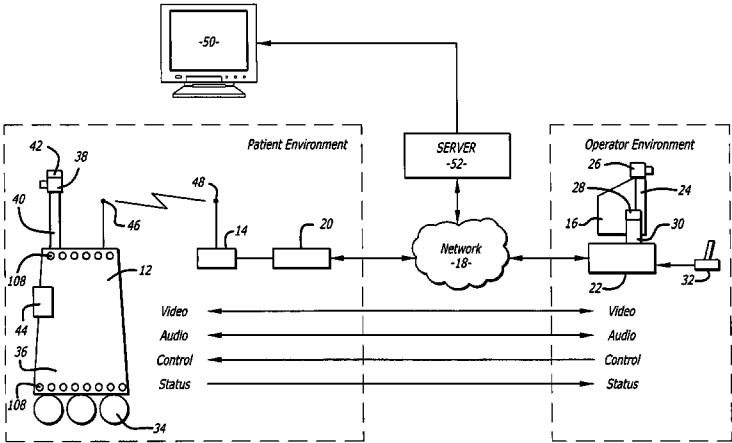 -50-
Patient Environment
SERVER
-52-
Operator Environment
42
38
40
46
48
14
20
Network
-18-
26
28
24
16
30
22
32
108
12
44
36
108
34
Video
Video
Audio
Audio
Control
Control
Status
Status